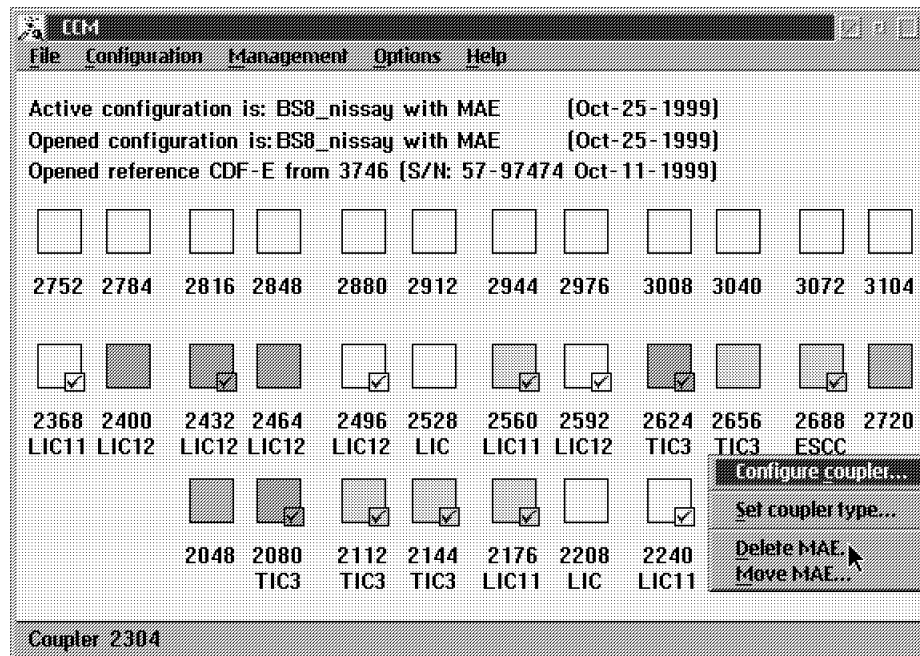 CCM
File Configuration Management Options Help
Active configuration is: BS8_nissay with MAE (Oct-25-1999)
Opened configuration is: BS8_nissay with MAE (Oct-25-1999)
Opened reference CDF-E from 3746 (S/N: 57-97474 Oct-11-1999)
2752 2784 2816 2848 2880 2912 2944 2976 3008 3040 3072 3104
2368 2400 2432 2464 2496 2528 2560 2592 2624 2656 2688 2720
LIC11 LIC12 LIC12 LIC12 LIC12 LIC LIC11 LIC12 TIC3 TIC3 ESCC
Configure coupler...
Set coupler type...
Delete MAE.
Move MAE...
2048 2080 2112 2144 2176 2208 2240
TIC3 TIC3 TIC3 LIC11 LIC LIC11
Coupler 2304